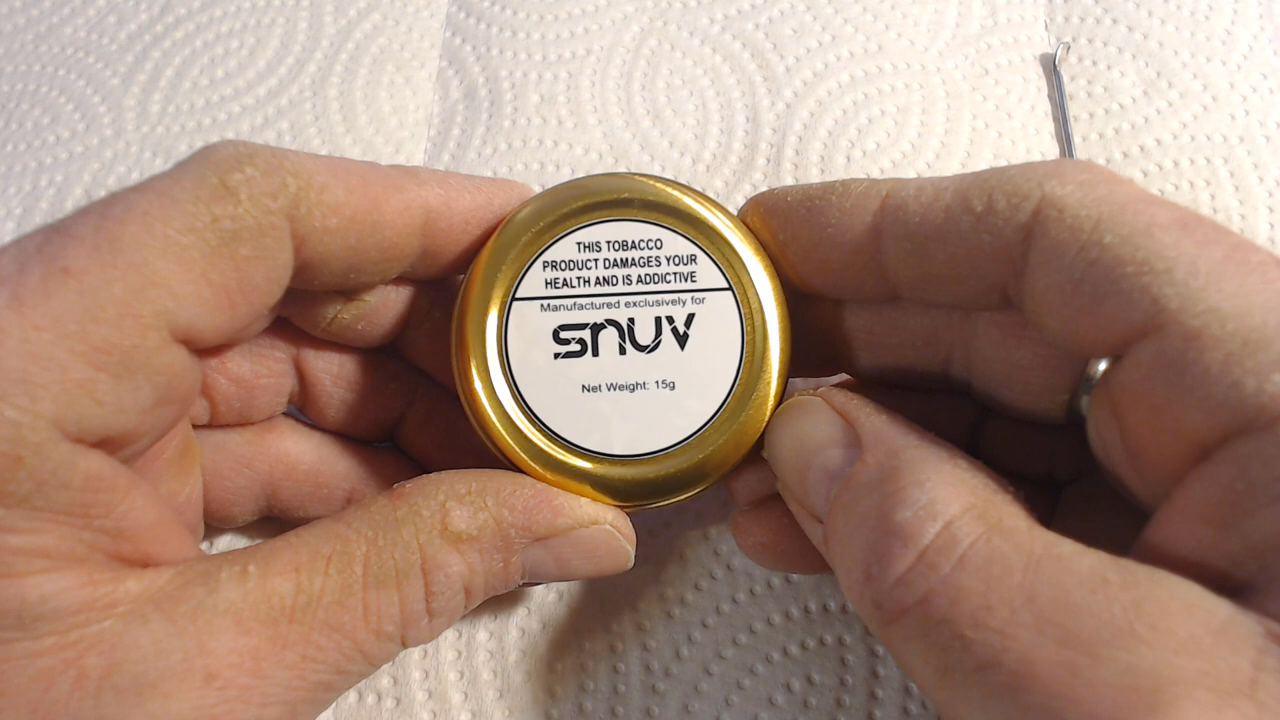 THIS TOBACCO
PRODUCT DAMAGES YOUR
HEALTH AND IS ADDICTIVE
Manufactured exclusively for
snuv
Net Weight: 15g